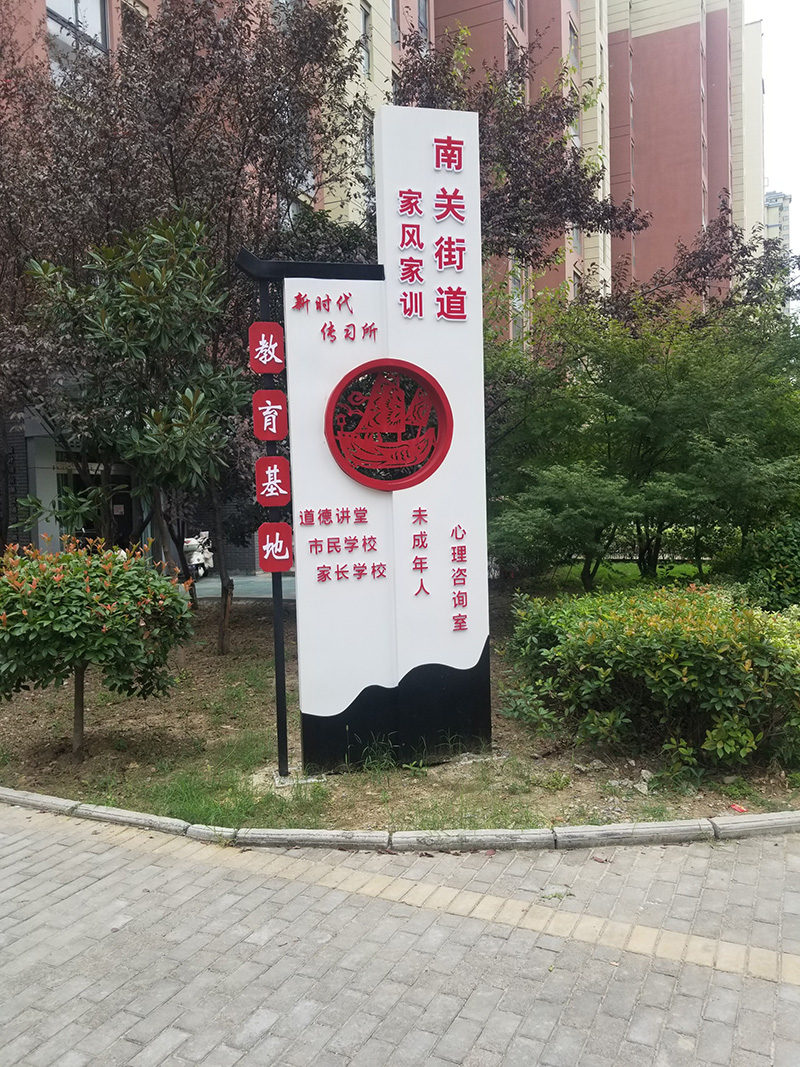 南关街道
家风家训
新时代
传习所
教育基地
道德讲堂
市民学校
家长学校
未成年人
心理咨询室